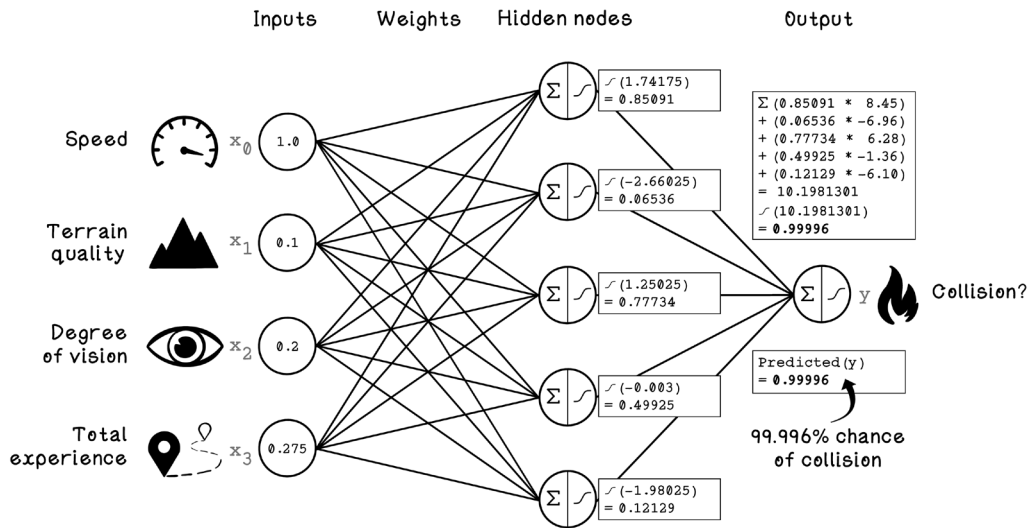 Inputs
Weights
Hidden nodes
Output
Speed
x0
1.0
Terrain
quality
x1
0.1
Degree
of vision
x2
0.2
Total
experience
x3
0.275
Σ
∫(1.74175)
= 0.85091
Σ
∫(-2.66025)
= 0.06536
Σ
∫(1.25025)
= 0.77734
Σ
∫(-0.003)
= 0.49925
Σ
∫(-1.98025)
= 0.12129
Σ(0.85091 * 8.45)
+ (0.06536 * -6.96)
+ (0.77734 * 6.28)
+ (0.49925 * -1.36)
+ (0.12129 * -6.10)
= 10.1981301
∫(10.1981301)
= 0.99996
Σ
y
Collision?
Predicted(y)
= 0.99996
99.996% chance
of collision